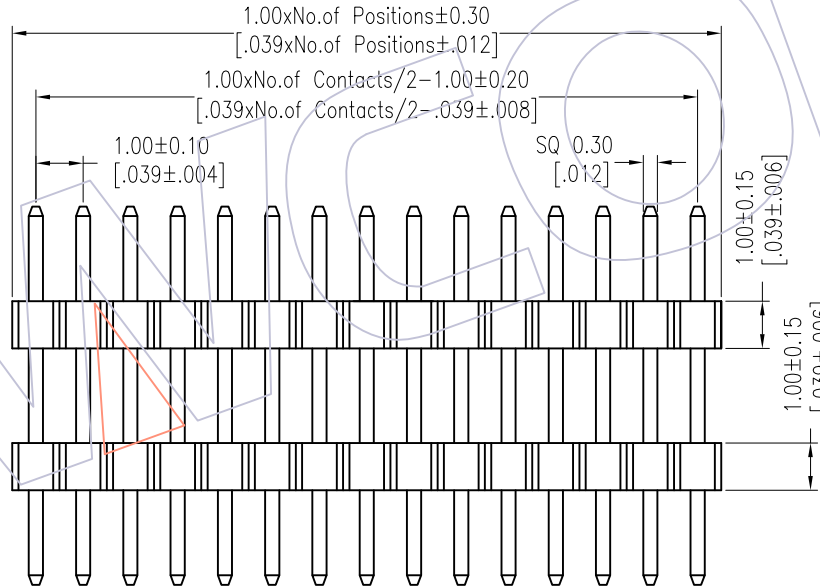 1.00xNo.of Positions±0.30
[.039xNo.of Positions±.012]
1.00xNo.of Contacts/2-1.00±0.20
[.039xNo.of Contacts/2-.039±.008]
1.00±0.10
[.039±.004]
SQ 0.30
[.012]
1.00±0.15
[.039±.006]
1.00±0.15
WCO